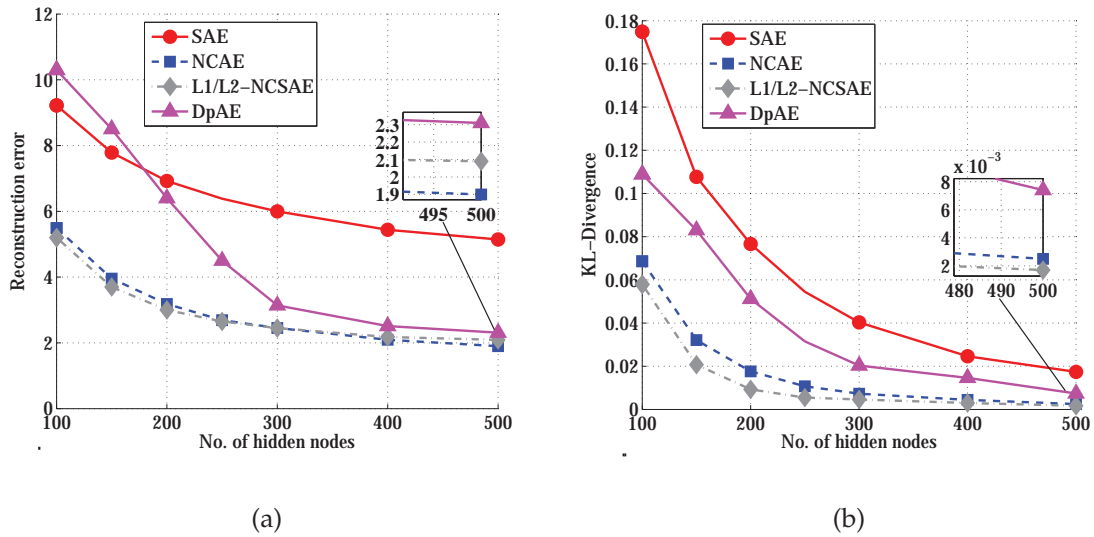 12
10
8
6
4
2
0
Reconstruction error
SAE
NCAE
L1/L2−NCSAE
DpAE
2.3
2.2
2.1
2
1.9
495 500
100 200 300 400 500
No. of hidden nodes
(a)
0.18
0.16
0.14
0.12
0.1
0.08
0.06
0.04
0.02
0
KL−Divergence
SAE
NCAE
L1/L2−NCSAE
DpAE
x 10−3
8
6
4
2
480 490 500
100 200 300 400 500
No. of hidden nodes
(b)